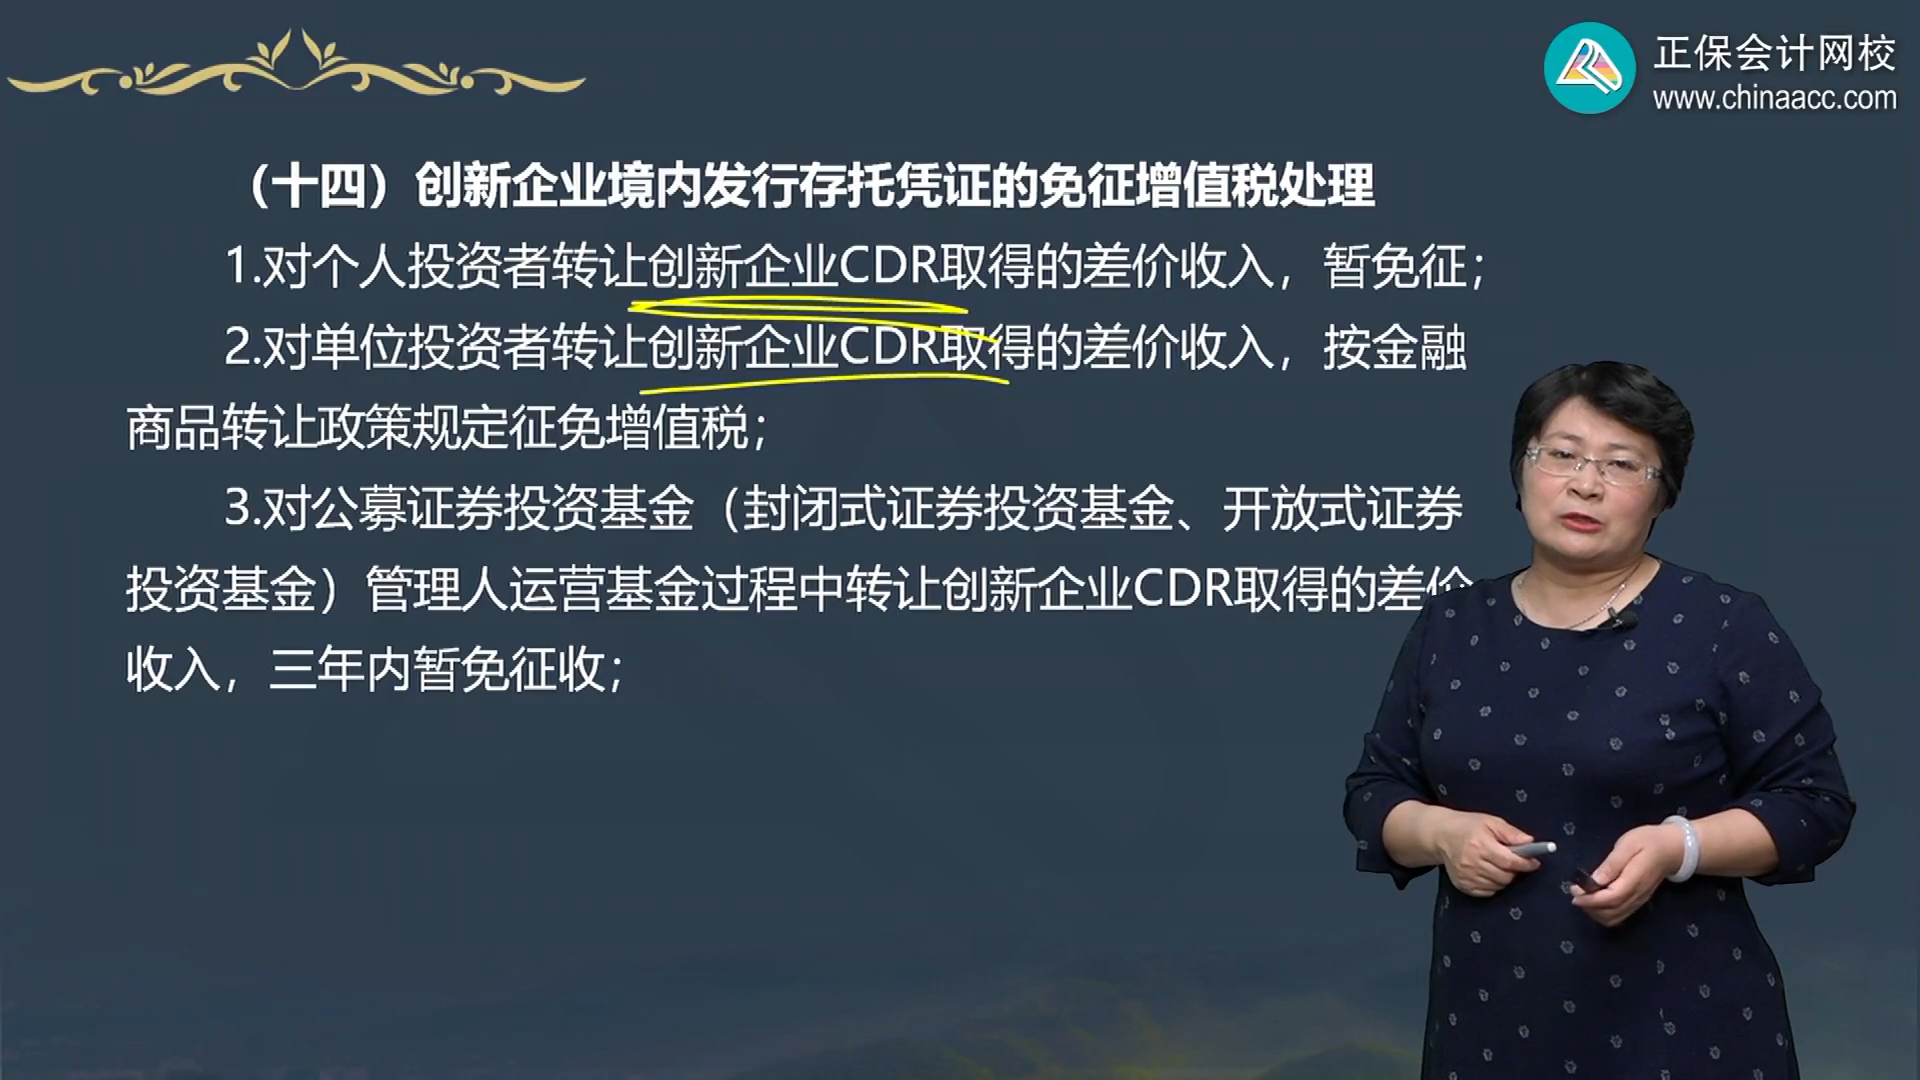 正保会计网校
www.chinaacc.com
（十四）创新企业境内发行存托凭证的免征增值税处理
1.对个人投资者转让创新企业CDR取得的差价收入，暂免征；
2.对单位投资者转让创新企业CDR取得的差价收入，按金融
商品转让政策规定征免增值税；
3.对公募证券投资基金（封闭式证券投资基金、开放式证券
投资基金）管理人运营基金过程中转让创新企业CDR取得的差价
收入，三年内暂免征收；